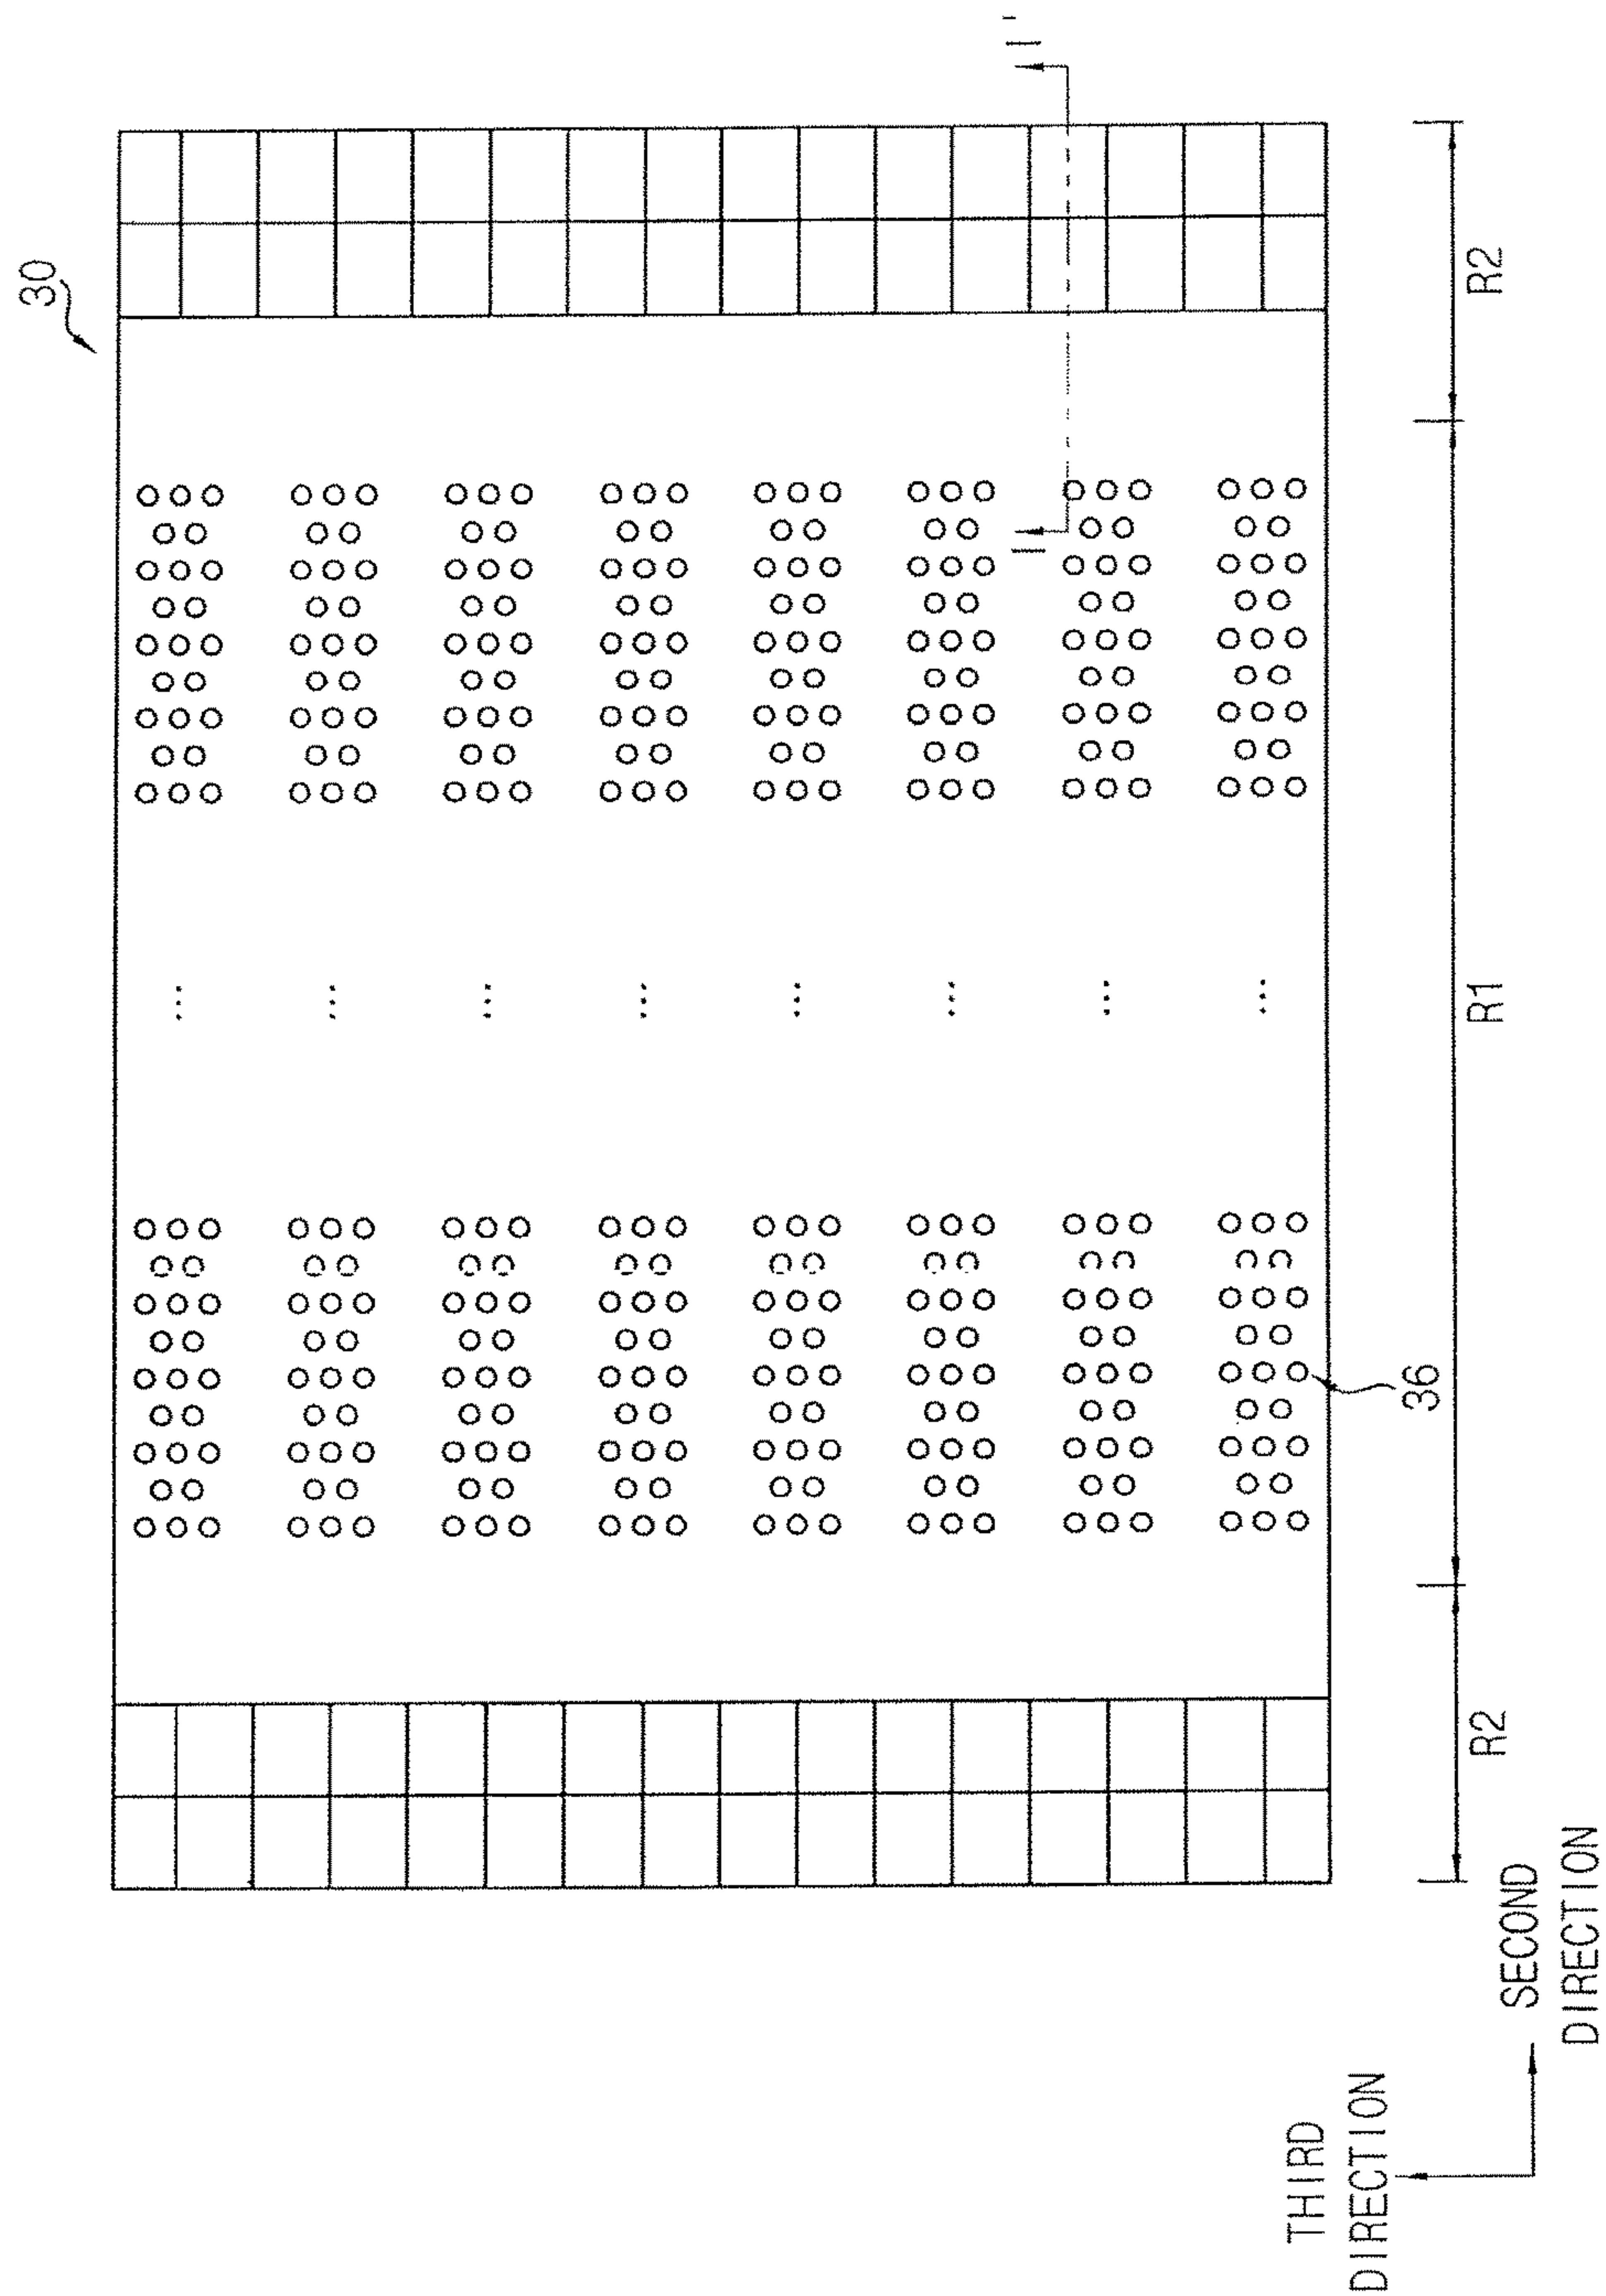 30
I
I'
36
R2
R1
R2
THIRD
DIRECTION
SECOND
DIRECTION